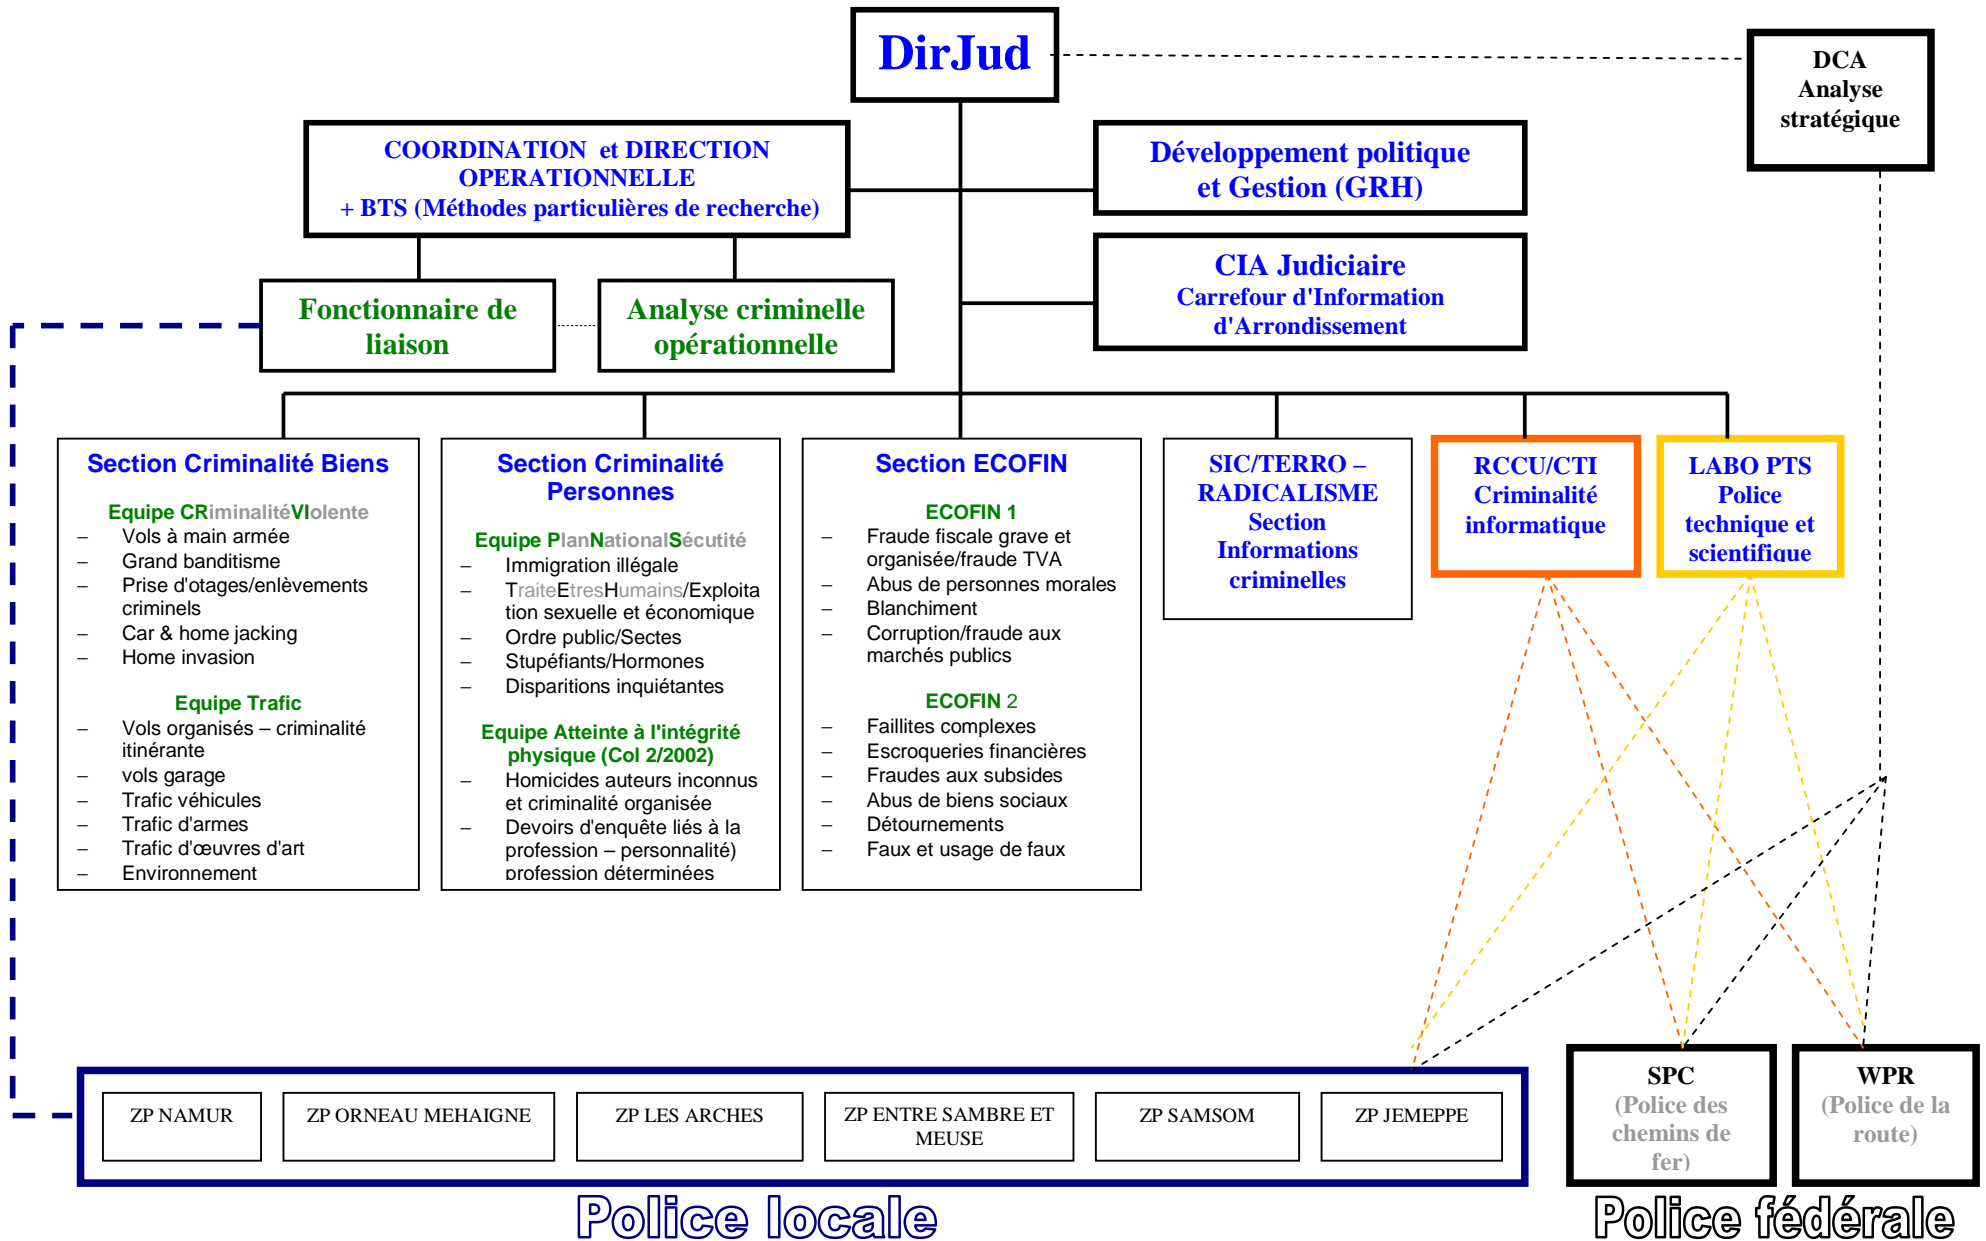 DirJud
DCA
Analyse
stratégique
COORDINATION et DIRECTION
OPERATIONNELLE
+ BTS (Méthodes particulières de recherche)
Développement politique
et Gestion (GRH)
CIA Judiciaire
Carrefour d'Information
d'Arrondissement
Fonctionnaire de
liaison
Analyse criminelle
opérationnelle
Section Criminalité Biens
Equipe CRiminalitéVIolente
– Vols à main armée
– Grand banditisme
– Prise d'otages/enlèvements
criminels
– Car & home jacking
– Home invasion
Equipe Trafic
– Vols organisés – criminalité
itinérante
– vols garage
– Trafic véhicules
– Trafic d'armes
– Trafic d'œuvres d'art
– Environnement
Section Criminalité
Personnes
Equipe PlanNationalSécutité
– Immigration illégale
– TraiteEtresHumains/Exploita
tion sexuelle et économique
– Ordre public/Sectes
– Stupéfiants/Hormones
– Disparitions inquiétantes
Equipe Atteinte à l'intégrité
physique (Col 2/2002)
– Homicides auteurs inconnus
et criminalité organisée
– Devoirs d'enquête liés à la
profession – personnalité)
profession déterminées
Section ECOFIN
ECOFIN 1
– Fraude fiscale grave et
organisée/fraude TVA
– Abus de personnes morales
– Blanchiment
– Corruption/fraude aux
marchés publics
ECOFIN 2
– Faillites complexes
– Escroqueries financières
– Fraudes aux subsides
– Abus de biens sociaux
– Détournements
– Faux et usage de faux
SIC/TERRO –
RADICALISME
Section
Informations
criminelles
RCCU/CTI
Criminalité
informatique
LABO PTS
Police
technique et
scientifique
ZP NAMUR
ZP ORNEAU MEHAIGNE
ZP LES ARCHES
ZP ENTRE SAMBRE ET
MEUSE
ZP SAMSOM
ZP JEMEPPE
SPC
(Police des
chemins de
fer)
WPR
(Police de la
route)
Police locale
Police fédérale